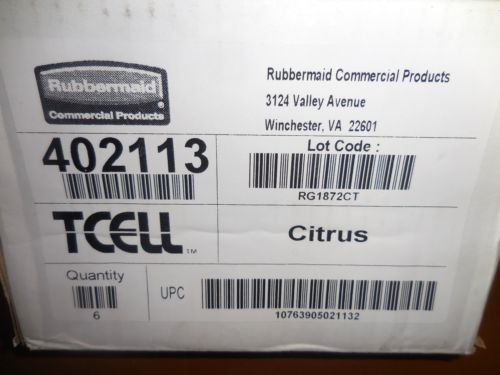 Rubbermaid ®
Commercial Products
Rubbermaid Commercial Products
3124 Valley Avenue
Winchester, VA 22601
402113
Lot Code :
RG1872CT
TCELL ™
Citrus
Quantity
6
UPC
10763905021132